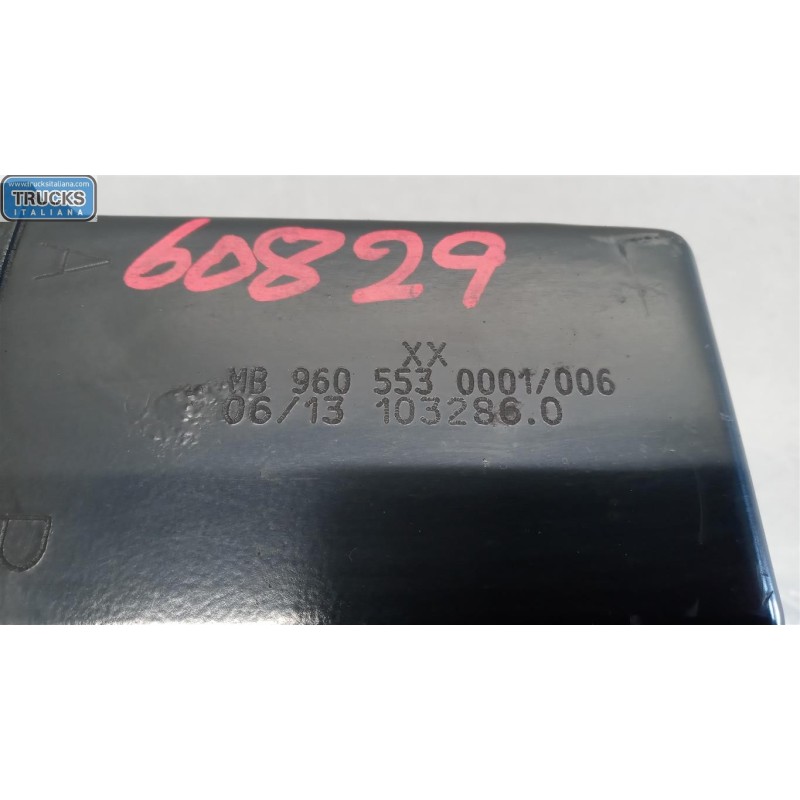 www.trucksitaliana.com
TRUCKS
ITALIANA
A
60829
XX
MB 960 553 0001/006
06/13 103286.0
D